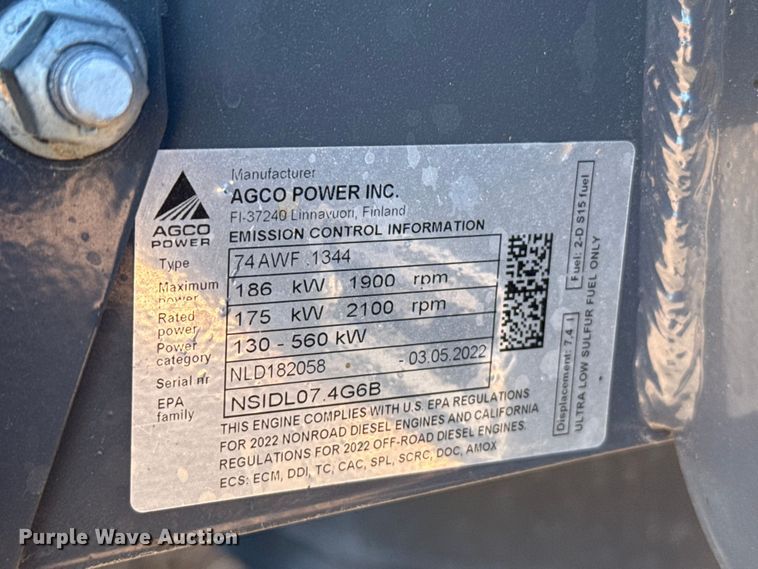 Manufacturer
AGCO POWER INC.
FI-37240 Linnavuori, Finland
EMISSION CONTROL INFORMATION
AGCO
POWER
Type 74AWF .1344
Maximum power 186 kW 1900 rpm
Rated power 175 kW 2100 rpm
Power category 130 - 560 kW
Serial nr NLD182058 - 03.05.2022
EPA family NSIDL07.4G6B
THIS ENGINE COMPLIES WITH U.S. EPA REGULATIONS
FOR 2022 NONROAD DIESEL ENGINES AND CALIFORNIA
REGULATIONS FOR 2022 OFF-ROAD DIESEL ENGINES.
ECS: ECM, DDI, TC, CAC, SPL, SCRC, DOC, AMOX
Displacement: 7.4 l Fuel: 2-D S15 fuel
ULTRA LOW SULFUR FUEL ONLY
Purple Wave Auction